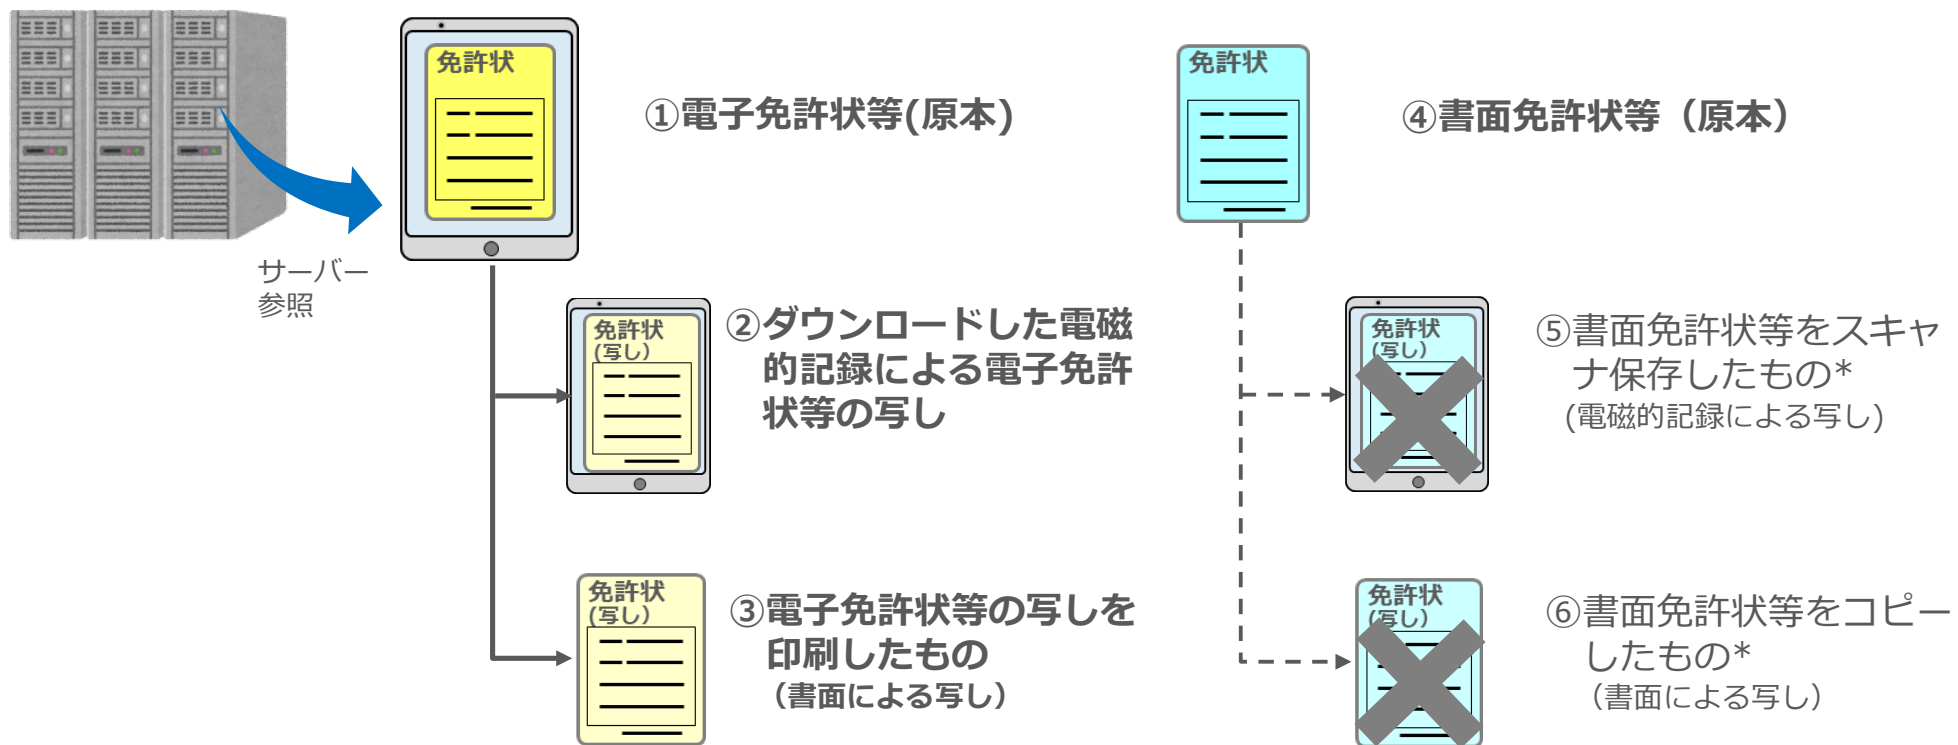 免許状
①電子免許状等(原本)
サーバー
参照
免許状
(写し)
②ダウンロードした電磁
的記録による電子免許
状等の写し
免許状
(写し)
③電子免許状等の写しを
印刷したもの
（書面による写し）
免許状
④書面免許状等（原本）
免許状
(写し)
⑤書面免許状等をスキャ
ナ保存したもの*
(電磁的記録による写し)
免許状
(写し)
⑥書面免許状等をコピー
したもの*
（書面による写し）